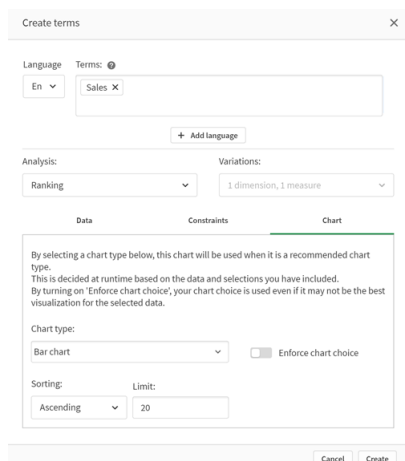 Create terms
Language Terms:
En
Sales
+ Add language
Analysis:
Variations:
Ranking
1 dimension, 1 measure
Data
Constraints
Chart
By selecting a chart type below, this chart will be used when it is a recommended chart
type.
This is decided at runtime based on the data and selections you have included.
By turning on 'Enforce chart choice', your chart choice is used even if it may not be the best
visualization for the selected data.
Chart type:
Bar chart
Enforce chart choice
Sorting:
Limit:
Ascending
20
Cancel
Create